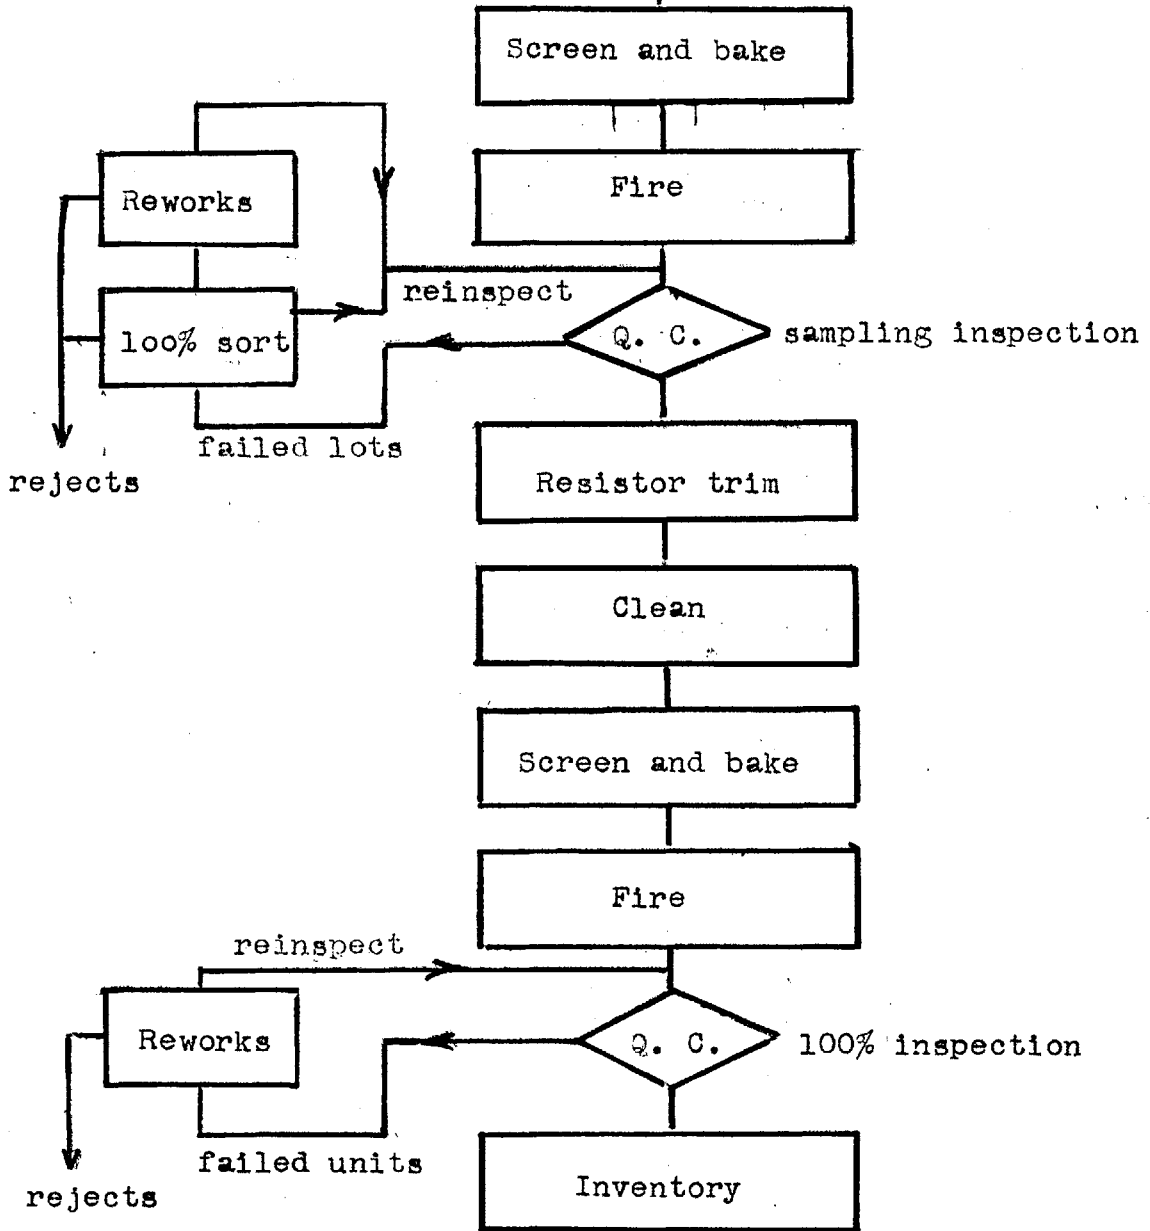 Screen and bake
Fire
Reworks
reinspect
Q. C.
sampling inspection
loo% sort
failed lots
rejects
Resistor trim
Clean
Screen and bake
Fire
reinspect
Reworks
Q. C.
100% inspection
failed units
rejects
Inventory